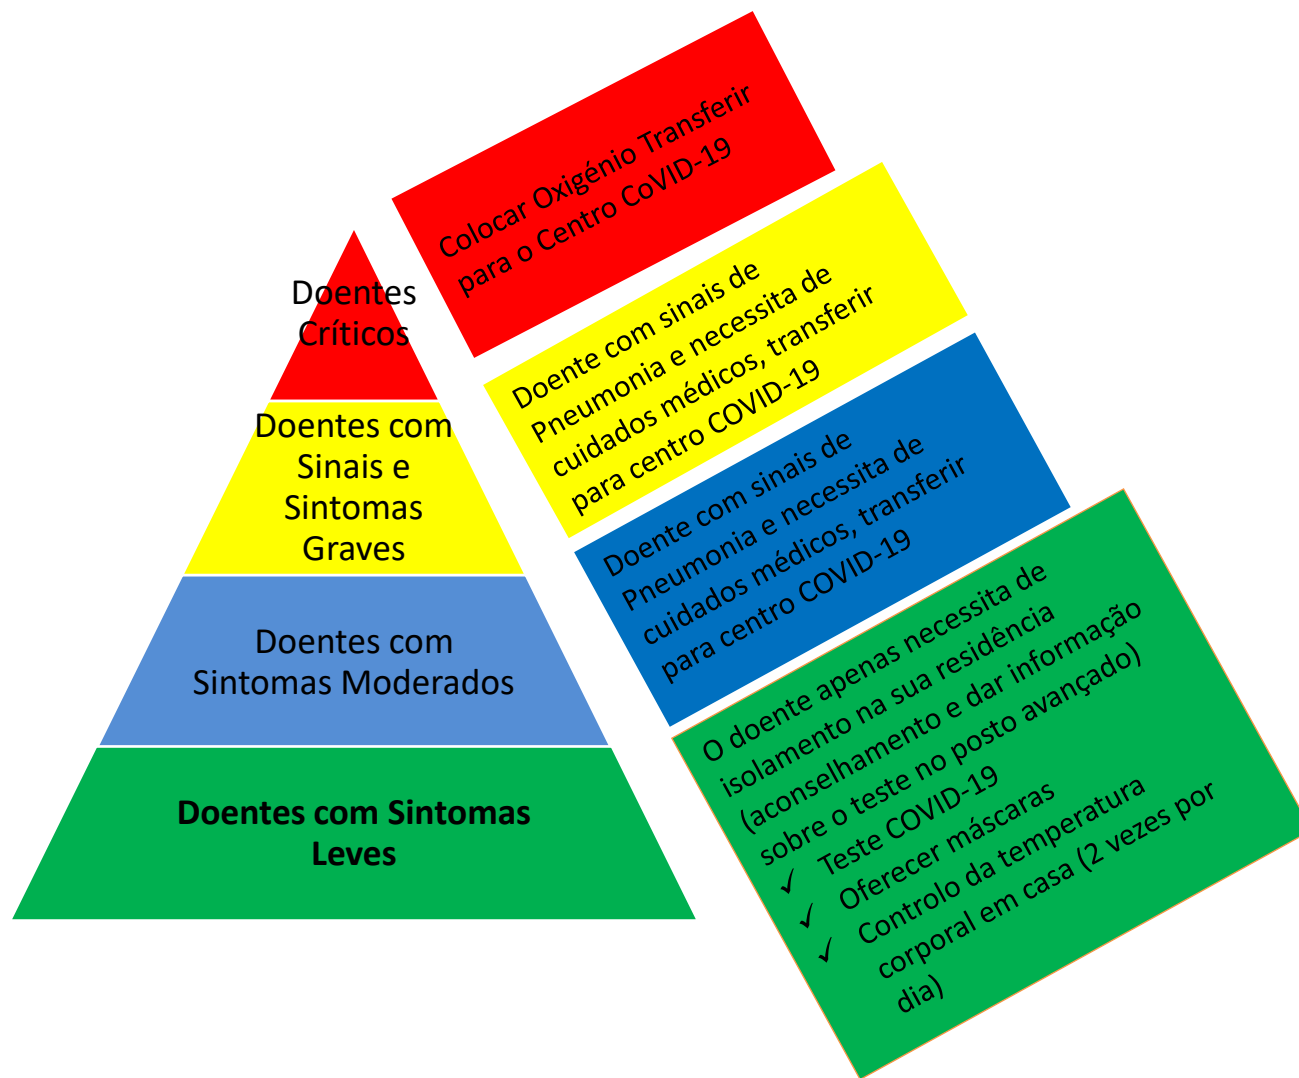 Colocar Oxigénio Transferir
para o Centro CoVID-19
Doentes
Críticos
Doente com sinais de
Pneumonia e necessita de
cuidados médicos, transferir
para centro COVID-19
Doentes com
Sinais e
Sintomas
Graves
Doente com sinais de
Pneumonia e necessita de
cuidados médicos, transferir
para centro COVID-19
Doentes com
Sintomas Moderados
O doente apenas necessita de
isolamento na sua residência
(aconselhamento e dar informação
sobre o teste no posto avançado)
✓ Teste COVID-19
✓ Oferecer máscaras
✓ Controlo da temperatura
corporal em casa (2 vezes por
dia)
Doentes com Sintomas
Leves